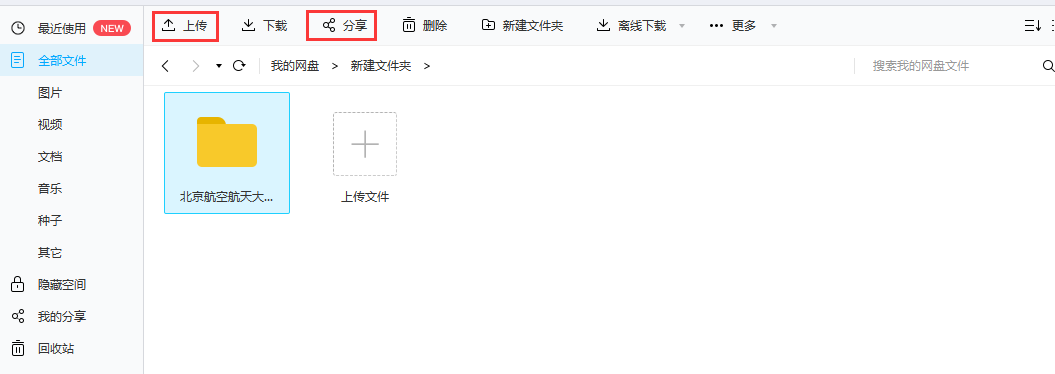 最近使用 NEW
全部文件
图片
视频
文档
音乐
种子
其它
隐藏空间
我的分享
回收站
上传 下载 分享 删除 新建文件夹 离线下载 更多
我的网盘 > 新建文件夹 >
搜索我的网盘文件
北京航空航天大...
上传文件